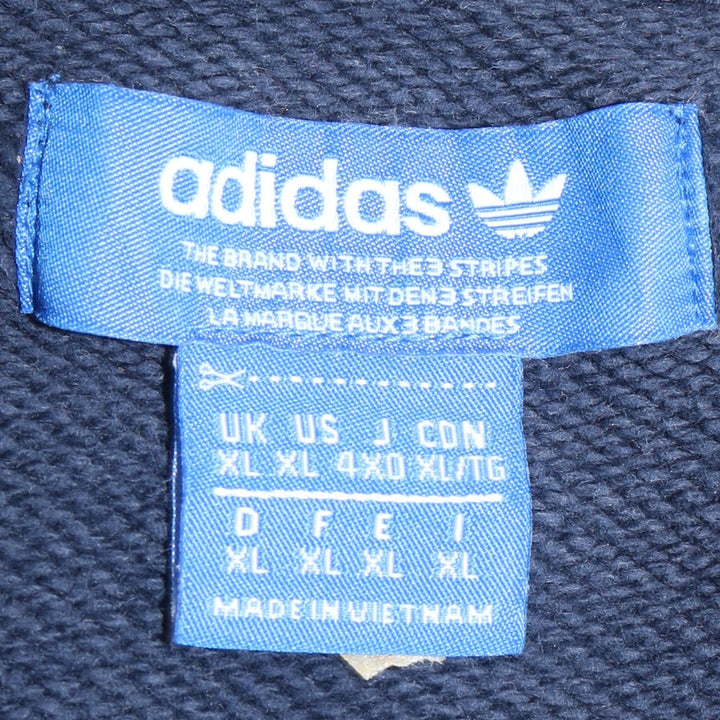 adidas
THE BRAND WITH THE 3 STRIPES
DIE WELTMARKE MIT DEN 3 STREIFEN
LA MARQUE AUX 3 BANDES
UK US J CDN
XL XL 4XO XL/TG
D F E I
XL XL XL XL
MADE IN VIETNAM